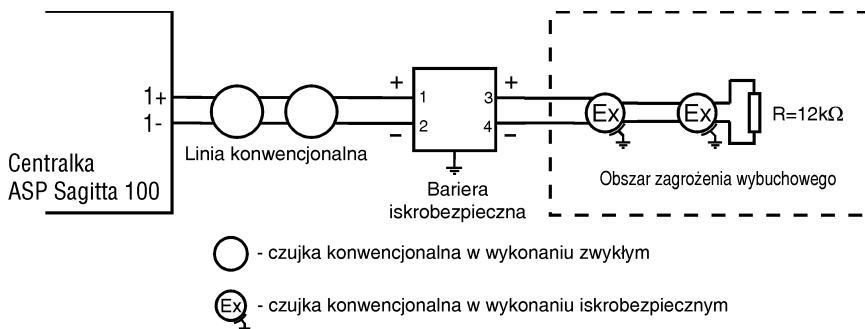 1+
1-
Centralka
ASP Sagitta 100
Linia konwencjonalna
+
−
1
2
3
4
+
−
Bariera
iskrobezpieczna
Ex
Ex
R=12kΩ
Obszar zagrożenia wybuchowego
- czujka konwencjonalna w wykonaniu zwykłym
Ex - czujka konwencjonalna w wykonaniu iskrobezpiecznym